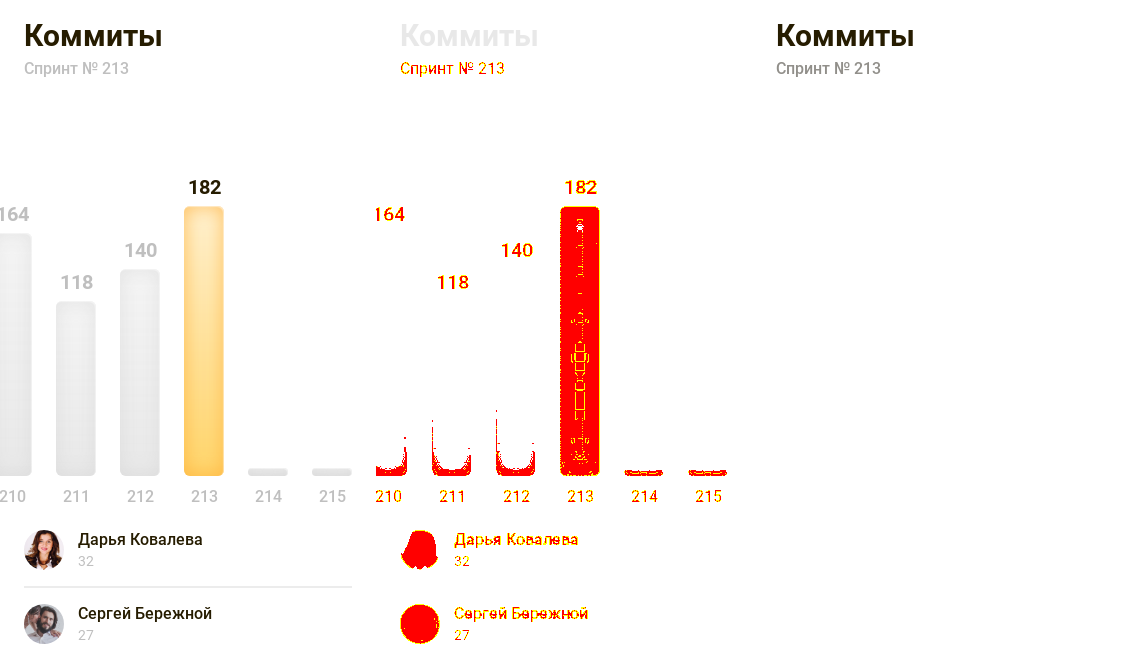 Коммиты
Спринт № 213
182
164
140
118
210 211 212 213 214 215
Дарья Ковалева
32
Сергей Бережной
27
Коммиты
Спринт № 213
182
164
140
118
210 211 212 213 214 215
Дарья Ковалева
32
Сергей Бережной
27
Коммиты
Спринт № 213